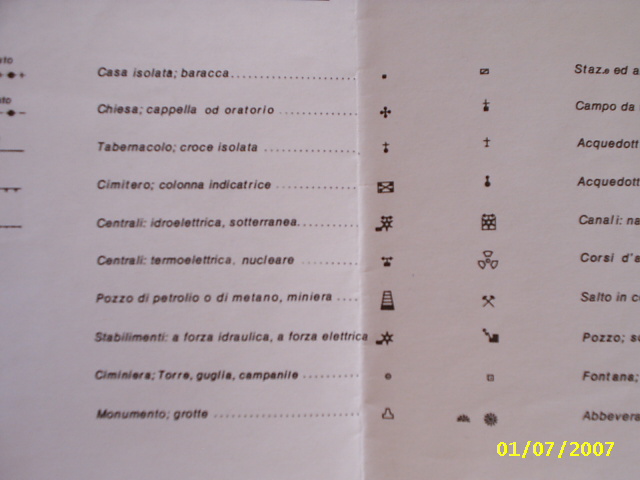 Casa isolata; baracca
Staz.e ed a
Chiesa; cappella od oratorio
Campo da
Tabernacolo; croce isolata
Acquedott
Cimitero; colonna indicatrice
Acquedott
Centrali: idroelettrica, sotterranea
Canali: na
Centrali: termoelettrica, nucleare
Corsi d'a
Pozzo di petrolio o di metano, miniera
Salto in c
Stabilimenti: a forza idraulica, a forza elettrica
Pozzo; s
Ciminiera; Torre, guglia, campanile
Fontana;
Monumento; grotte
Abbevera
01/07/2007